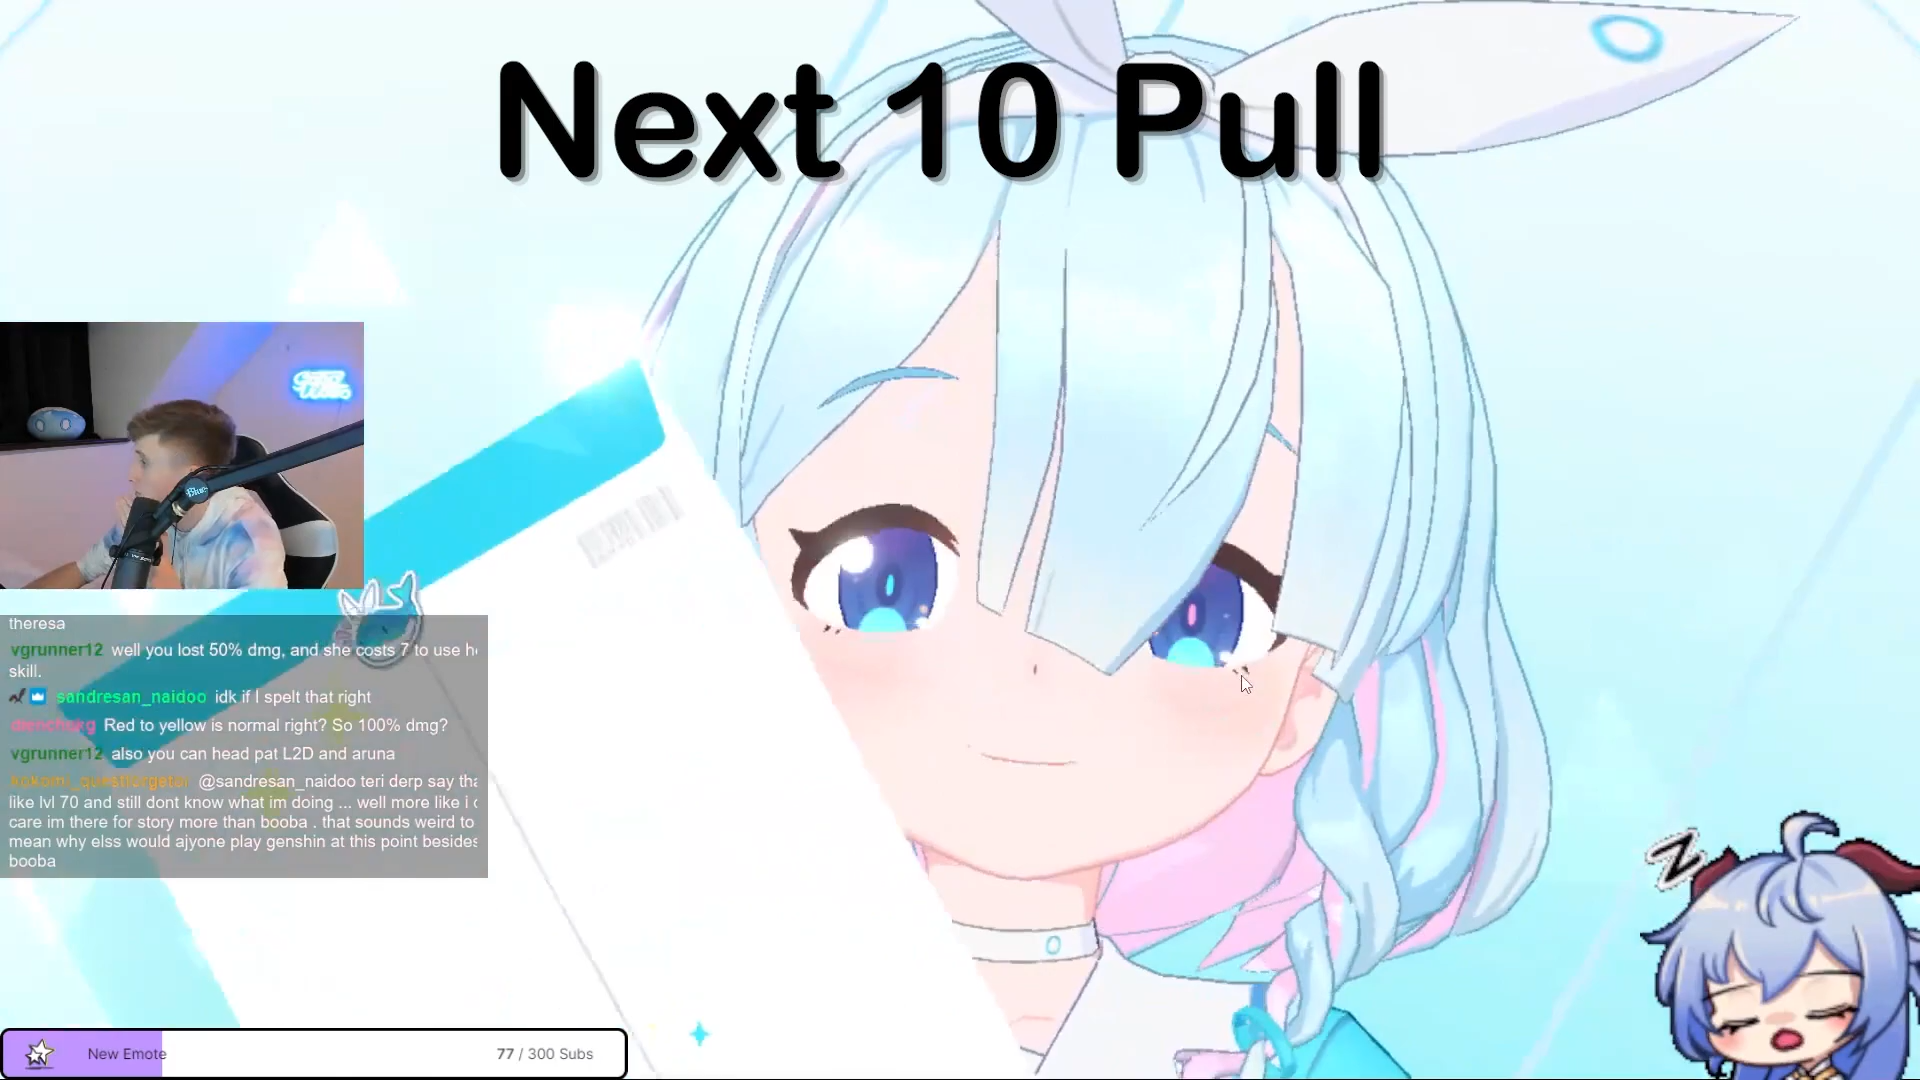 Next 10 Pull
Blue
theresa
vgrunner12 well you lost 50% dmg, and she costs 7 to use
skill.
sandresan_naidoo idk if I spelt that right
Red to yellow is normal right? So 100% dmg?
vgrunner12 also you can head pat L2D and aruna
@sandresan_naidoo teri derp say tha
like lvl 70 and still dont know what im doing ... well more like i
care im there for story more than booba . that sounds weird to
mean why elss would ajyone play genshin at this point besides
booba
Z
New Emote 77 / 300 Subs